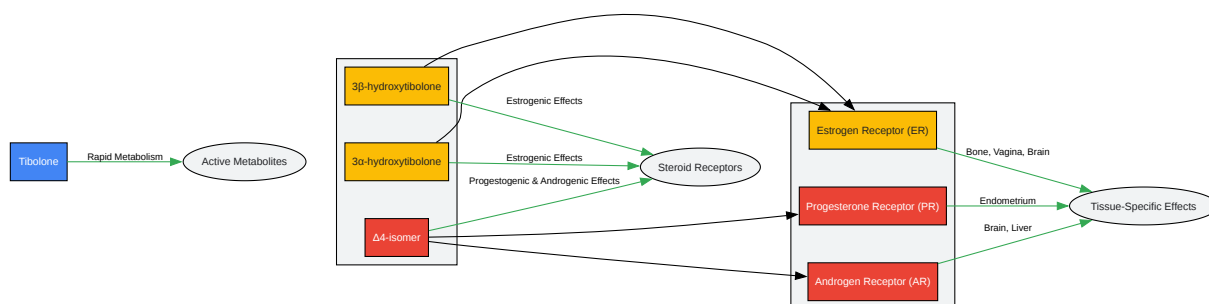 Tibolone
Rapid Metabolism
Active Metabolites
3β-hydroxytibolone
3α-hydroxytibolone
Δ4-isomer
Estrogenic Effects
Estrogenic Effects
Progestogenic & Androgenic Effects
Steroid Receptors
Estrogen Receptor (ER)
Progesterone Receptor (PR)
Androgen Receptor (AR)
Bone, Vagina, Brain
Endometrium
Brain, Liver
Tissue-Specific Effects